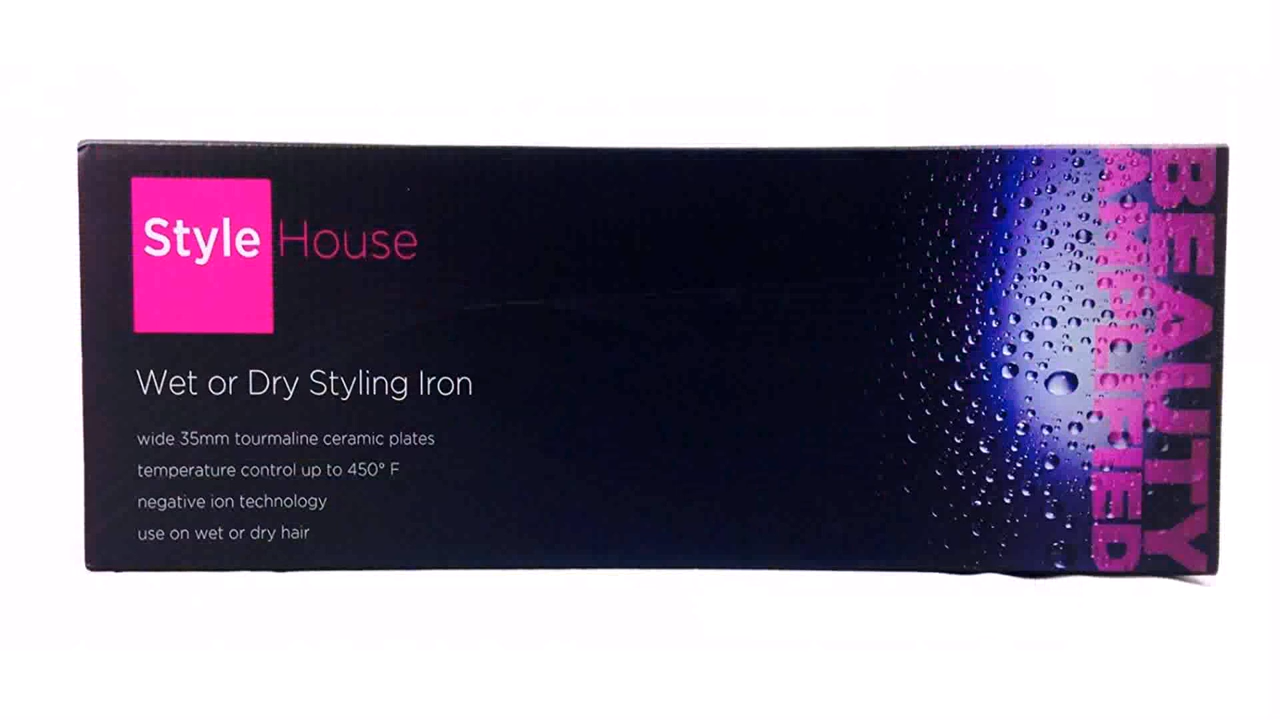 Style House
Wet or Dry Styling Iron
wide 35mm tourmaline ceramic plates
temperature control up to 450° F
negative ion technology
use on wet or dry hair
BEAUTY
AMPLIFIED